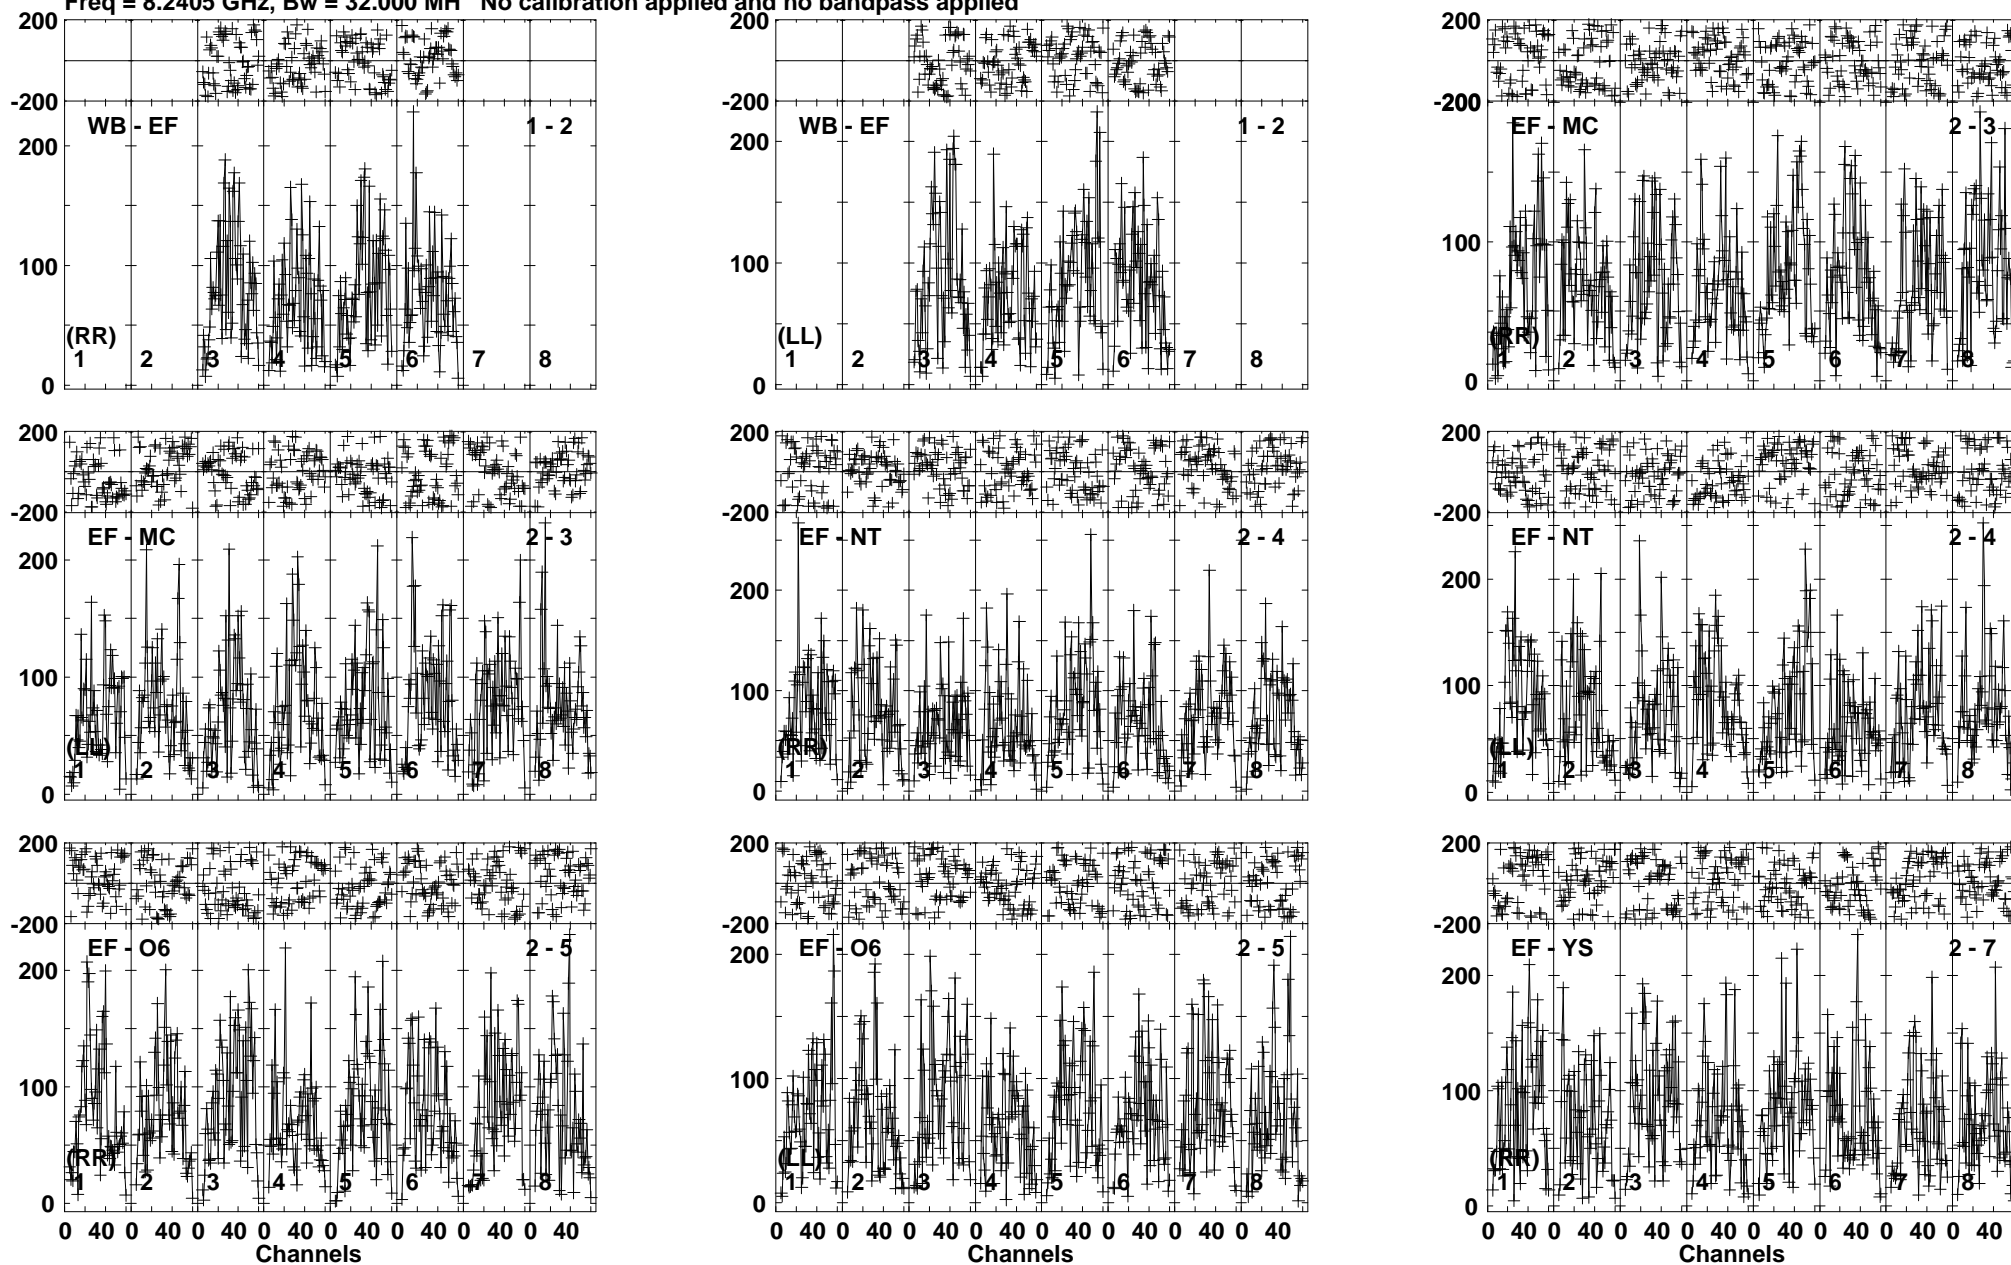 Freq = 8.2405 GHz, Bw = 32.000 MH No calibration applied and no bandpass applied
200 200 200
-200 -200 -200
WB - EF 1 - 2 WB - EF 1 - 2 EF - MC 2 - 3
200 200
100 100 100
(RR) (LL) (RR)
1 2 3 4 5 6 7 8 1 2 3 4 5 6 7 8 1 2 3 4 5 6 7 8
0 0 0
200 200 200
-200 -200 -200
EF - MC 2 - 3 EF - NT 2 - 4 EF - NT 2 - 4
200 200 200
100 100 100
(LL) (RR) (LL)
1 2 3 4 5 6 7 8 1 2 3 4 5 6 7 8 1 2 3 4 5 6 7 8
0 0 0
200 200 200
-200 -200 -200
EF - O6 2 - 5 EF - O6 2 - 5 EF - YS 2 - 7
200 200 200
100 100 100
(RR) (LL) (RR)
1 2 3 4 5 6 7 8 1 2 3 4 5 6 7 8 1 2 3 4 5 6 7 8
0 0 0
0 40 0 40 0 40 0 40 0 40 0 40 0 40 0 40 0 40 0 40 0 40 0 40 0 40 0 40 0 40 0 40 0 40 0 40 0 40 0 40 0 40 0 40 0 40 0 40
Channels Channels Channels